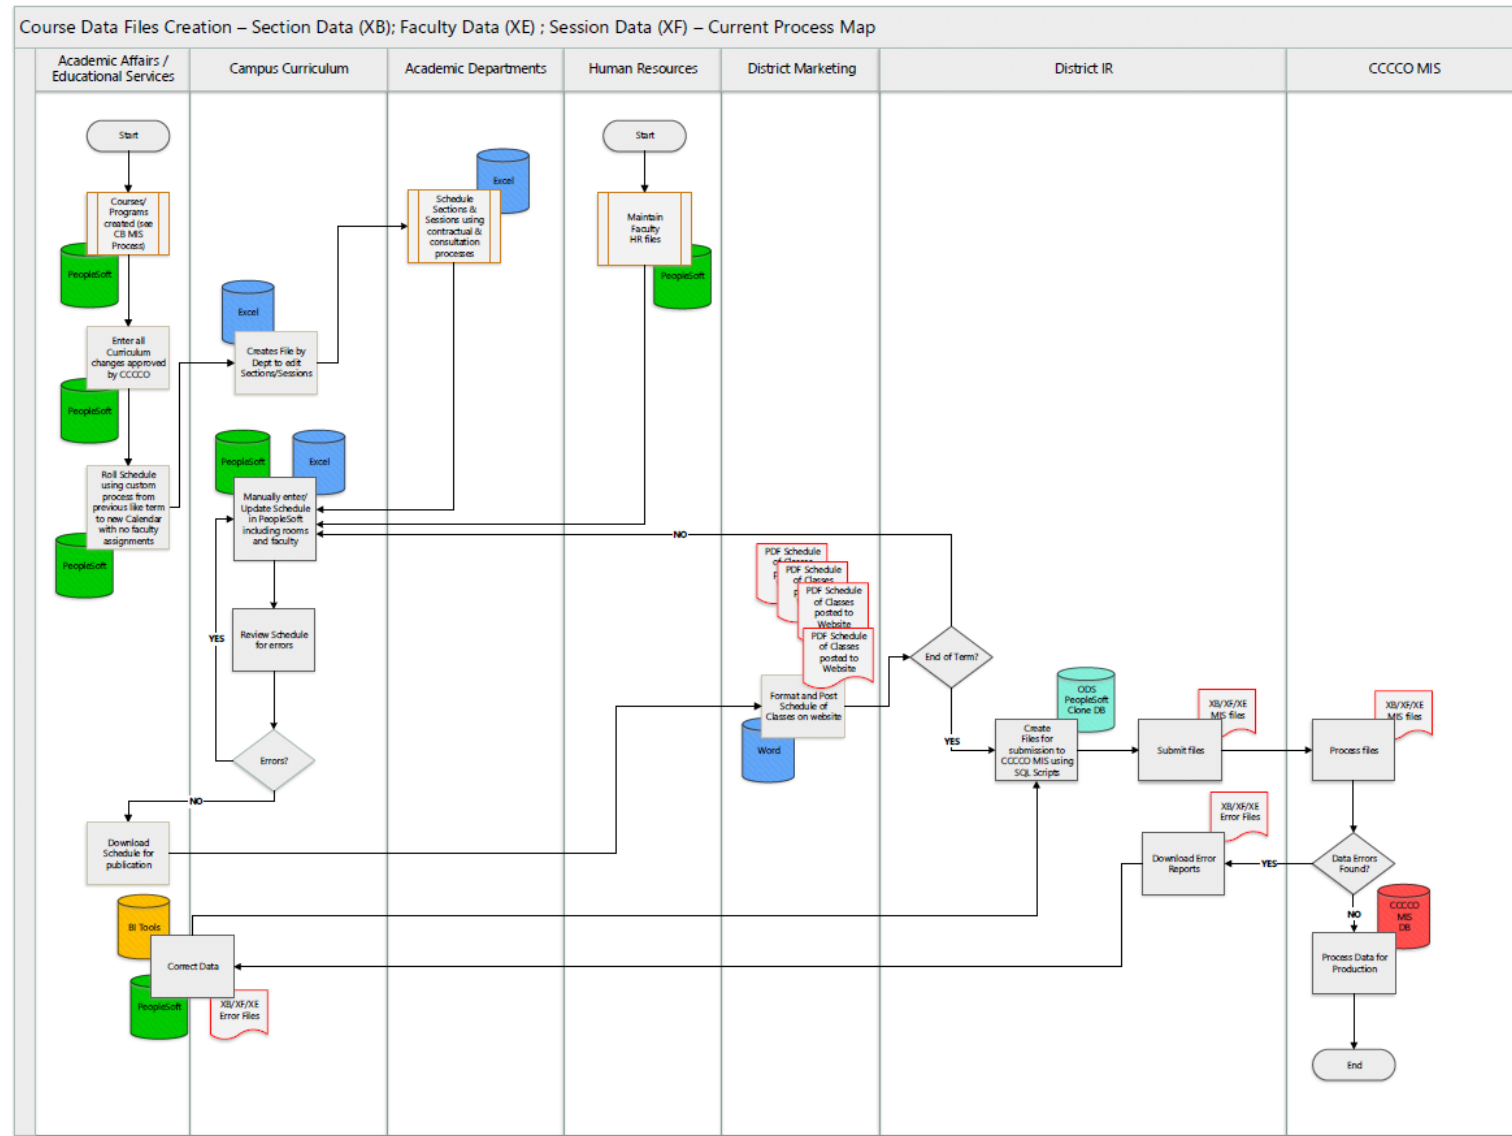 Course Data Files Creation – Section Data (XB); Faculty Data (XE) ; Session Data (XF) – Current Process Map
Academic Affairs /
Educational Services
Campus Curriculum
Academic Departments
Human Resources
District Marketing
District IR
CCCCO MIS
Start
Courses/
Programs
created (see
CB MIS
Process)
PeopleSoft
Enter all
Curriculum
changes approved
by CCCCO
PeopleSoft
Roll Schedule
using custom
process from
previous like term
to new Calendar
with no faculty
assignments
PeopleSoft
Excel
Creates File by
Dept to edit
Sections/Sessions
Excel
Schedule
Sections &
Sessions using
contractual &
consultation
processes
Start
Maintain
Faculty
HR files
PeopleSoft
PeopleSoft
Excel
Manually enter/
Update Schedule
in PeopleSoft
including rooms
and faculty
NO
YES
Review Schedule
for errors
Errors?
NO
Download
Schedule for
publication
PDF Schedule
of Classes
PDF Schedule
of Classes
PDF Schedule
of Classes
posted to
Website
PDF Schedule
of Classes
posted to
Website
Format and Post
Schedule of
Classes on website
Word
End of Term?
YES
ODS
PeopleSoft
Clone DB
Create
Files for
submission to
CCCCO MIS using
SQL Scripts
XB/XF/XE
MIS files
Submit files
XB/XF/XE
MIS files
Process files
XB/XF/XE
Error Files
Download Error
Reports
YES
Data Errors
Found?
NO
CCCCO
MIS
DB
Process Data for
Production
End
BI Tools
Correct Data
PeopleSoft
XB/XF/XE
Error Files